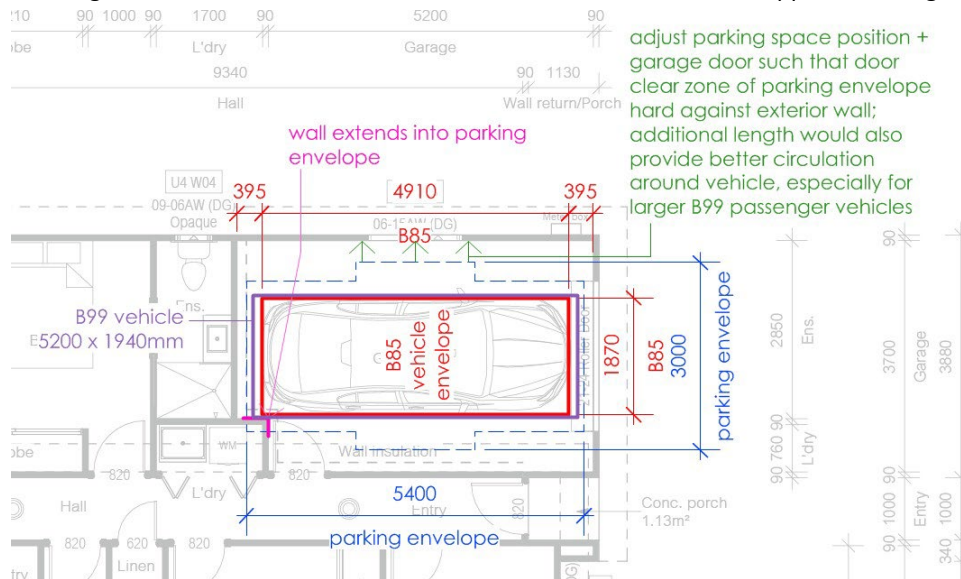 210 90 1000 90 1700 90 5200 90
be L'dry Garage
adjust parking space position +
garage door such that door
clear zone of parking envelope
hard against exterior wall;
additional length would also
provide better circulation
around vehicle, especially for
larger B99 passenger vehicles
9340 90 1130
Hall Wall return/Porch
wall extends into parking
envelope
U4 W04
09-06AW (DG)
Opaque
395 4910 395
06-15AW (DG)
B85
Ens.
B99 vehicle
5200 x 1940mm
B85
vehicle
envelope
1870
B85
3000
parking envelope
2850
Ens.
90
3700
Garage
3880
WM
Wall insulation
be
820 820
90 760 90
L'dry
5400
parking envelope
Hall L'dry Entry 820
Conc. porch
1.13m²
820 620 820
Linen
try
90 1000 90
Entry
340 1000